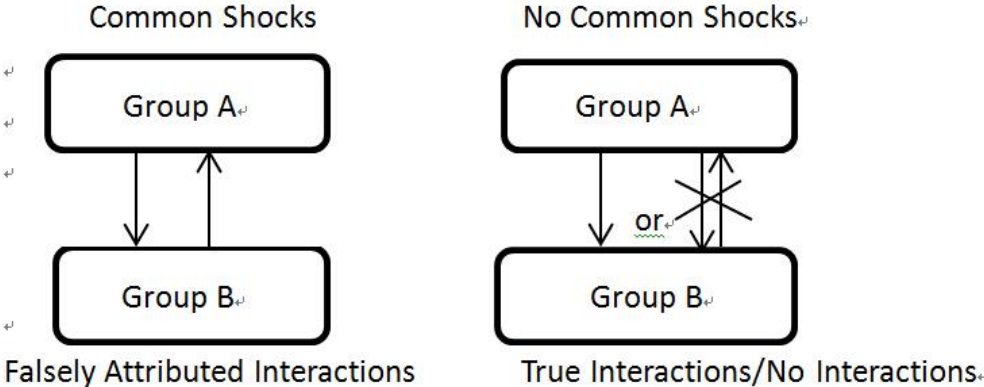 Common Shocks
No Common Shocks
Group A
Group A
or
Group B
Group B
Falsely Attributed Interactions
True Interactions/No Interactions